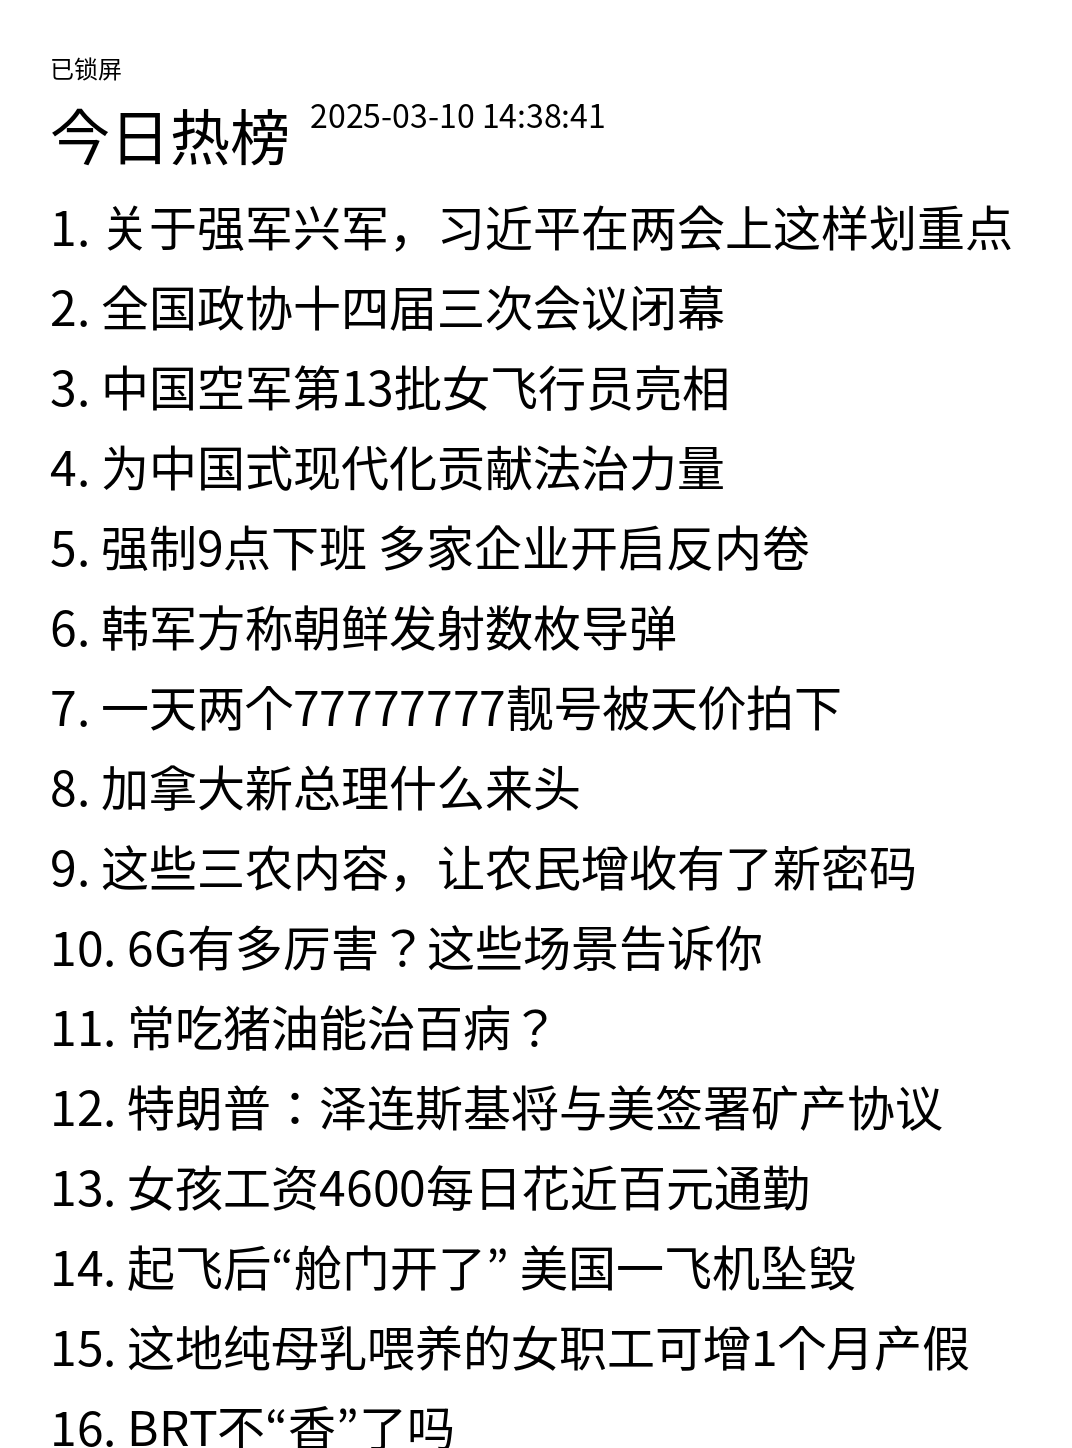 已锁屏
今日热榜 2025-03-10 14:38:41
1. 关于强军兴军，习近平在两会上这样划重点
2. 全国政协十四届三次会议闭幕
3. 中国空军第13批女飞行员亮相
4. 为中国式现代化贡献法治力量
5. 强制9点下班 多家企业开启反内卷
6. 韩军方称朝鲜发射数枚导弹
7. 一天两个77777777靓号被天价拍下
8. 加拿大新总理什么来头
9. 这些三农内容，让农民增收有了新密码
10. 6G有多厉害？这些场景告诉你
11. 常吃猪油能治百病？
12. 特朗普：泽连斯基将与美签署矿产协议
13. 女孩工资4600每日花近百元通勤
14. 起飞后“舱门开了” 美国一飞机坠毁
15. 这地纯母乳喂养的女职工可增1个月产假
16. BRT不“香”了吗